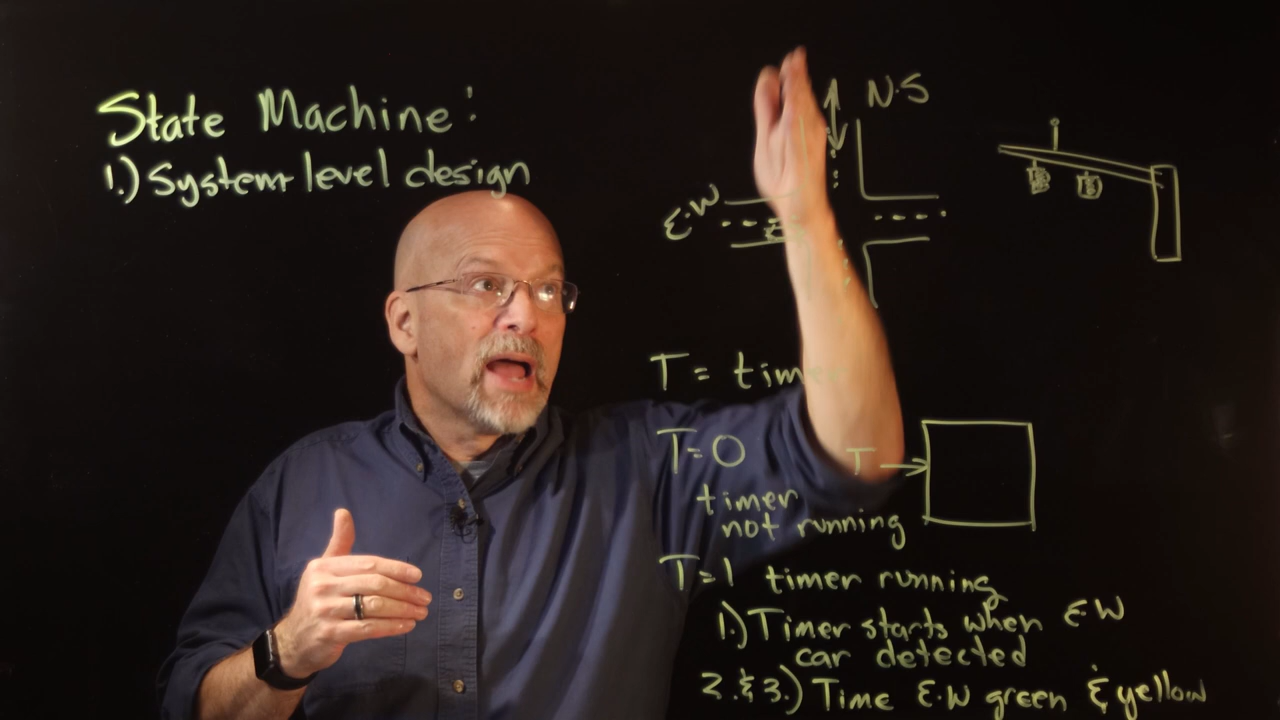 State Machine:
1.) System level design
N-S
E-W
T = timer
T=0
T
timer
not running
T=1 timer running
1.) Timer starts when E-W
car detected
2.&3.) Time E-W green & yellow